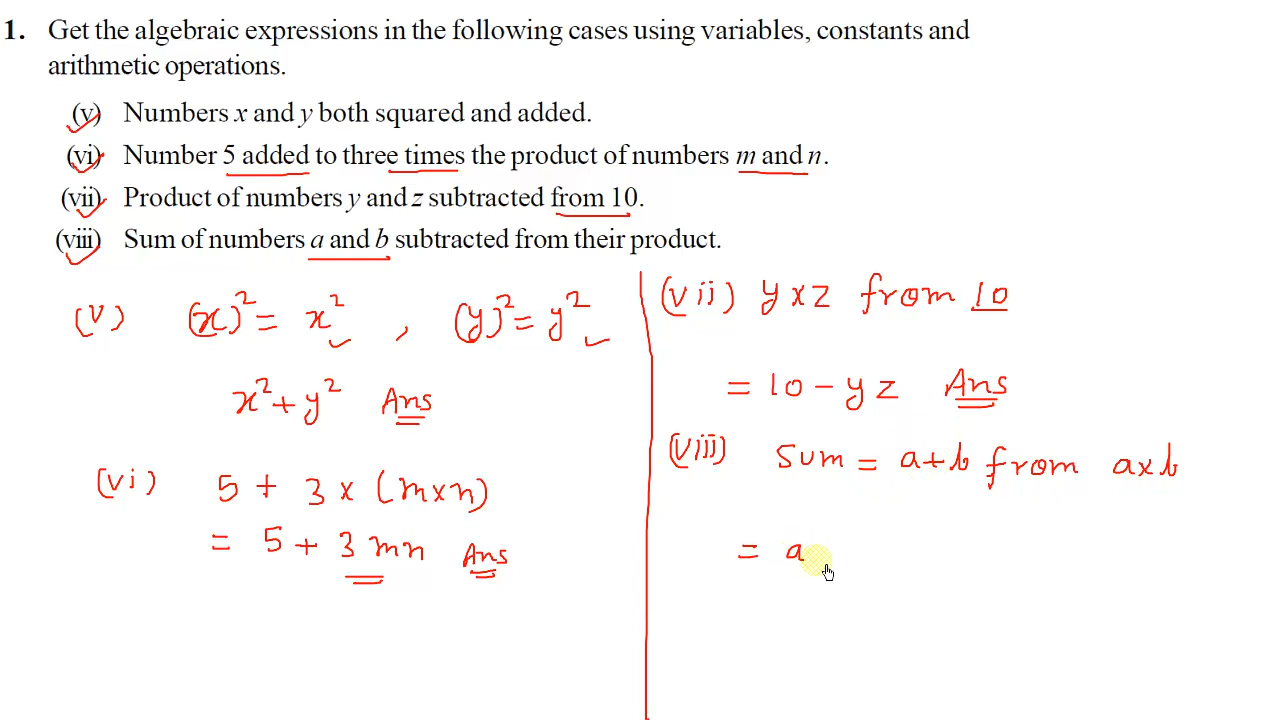 1. Get the algebraic expressions in the following cases using variables, constants and
arithmetic operations.
(v) Numbers x and y both squared and added.
(vi) Number 5 added to three times the product of numbers m and n.
(vii) Product of numbers y and z subtracted from 10.
(viii) Sum of numbers a and b subtracted from their product.
(v) (x)² = x² , (y)² = y²
x² + y² Ans
(vi) 5 + 3 × (m×n)
= 5 + 3mn Ans
(vii) y×z from 10
= 10 - yz Ans
(viii) Sum = a+b from a×b
= a